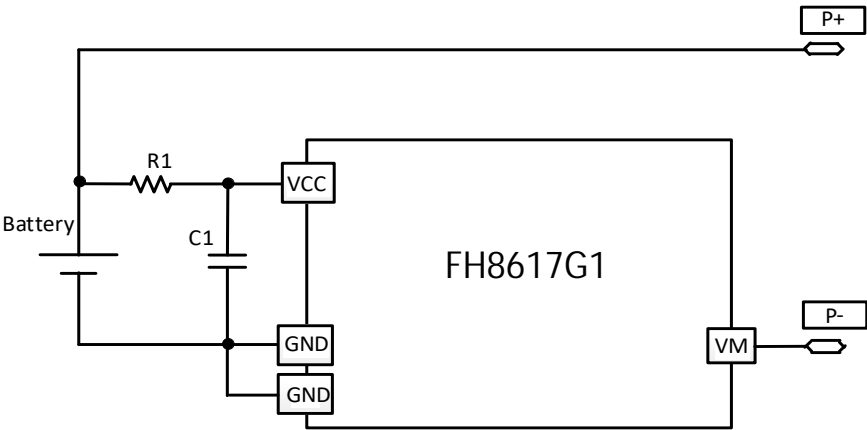 P+
R1
VCC
Battery
C1
FH8617G1
P-
GND
VM
GND